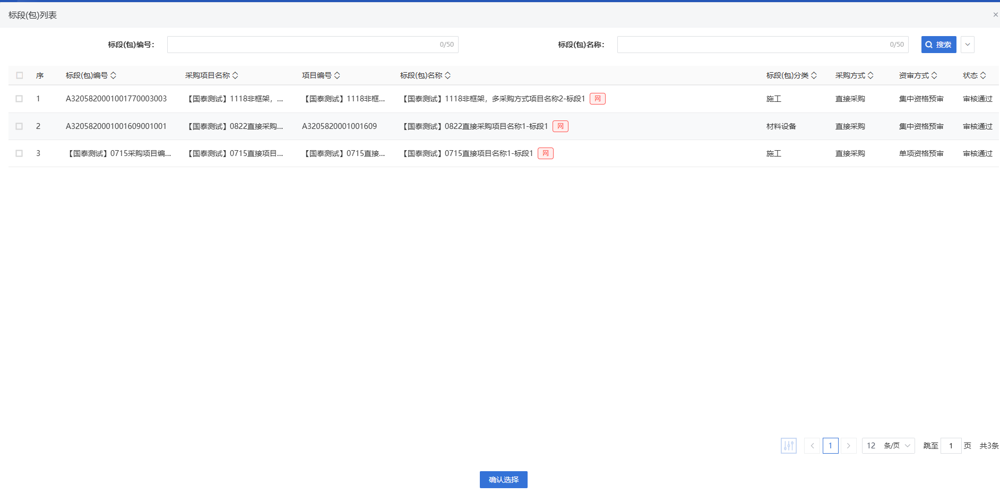 标段(包)列表
标段(包)编号： 0/50 标段(包)名称： 0/50 搜索
序 标段(包)编号 采购项目名称 项目编号 标段(包)名称 标段(包)分类 采购方式 资审方式 状态
1 A3205820001001770003003 【国泰测试】1118非框架，... 【国泰测试】1118非框... 【国泰测试】1118非框架，多采购方式项目名称2-标段1 网 施工 直接采购 集中资格预审 审核通过
2 A3205820001001609001001 【国泰测试】0822直接采购... A3205820001001609 【国泰测试】0822直接采购项目名称1-标段1 网 材料设备 直接采购 集中资格预审 审核通过
3 【国泰测试】0715采购项目编... 【国泰测试】0715直接项目... 【国泰测试】0715直接... 【国泰测试】0715直接项目名称1-标段1 网 施工 直接采购 单项资格预审 审核通过
1 12 条/页 跳至 1 页 共3条
确认选择